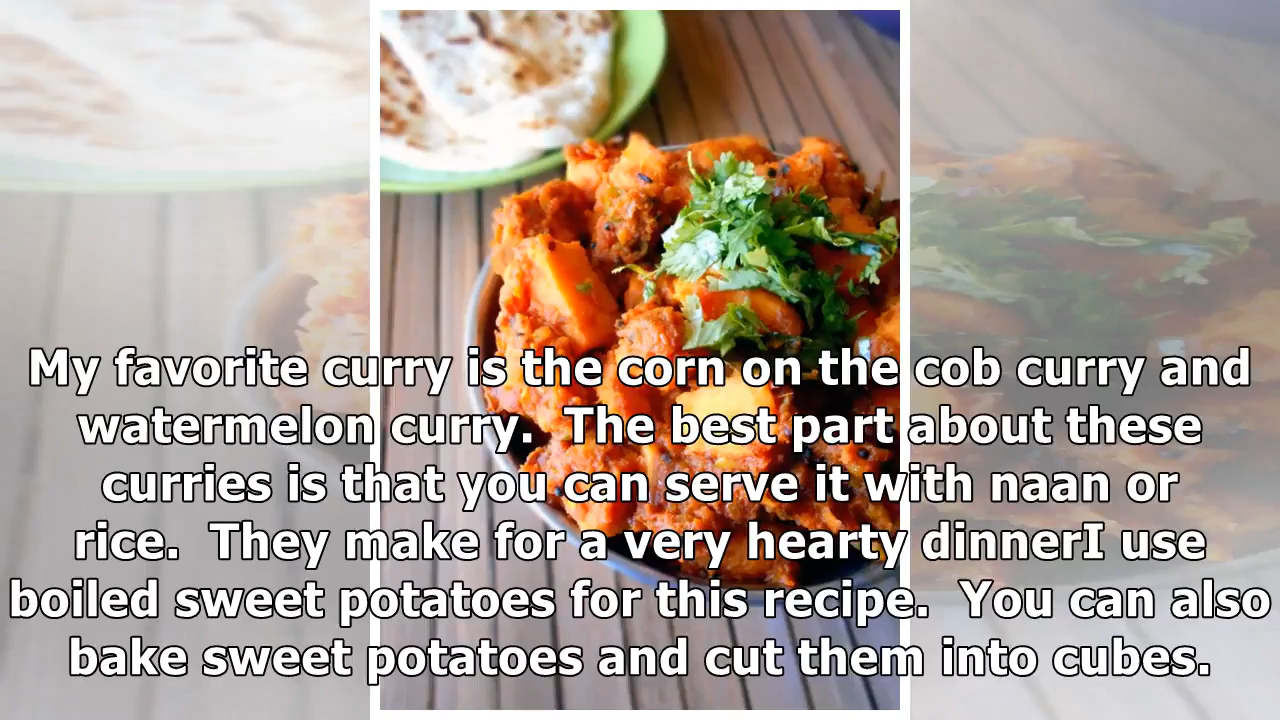 My favorite curry is the corn on the cob curry and
watermelon curry.  The best part about these
curries is that you can serve it with naan or
rice.  They make for a very hearty dinnerI use
boiled sweet potatoes for this recipe.  You can also
bake sweet potatoes and cut them into cubes.